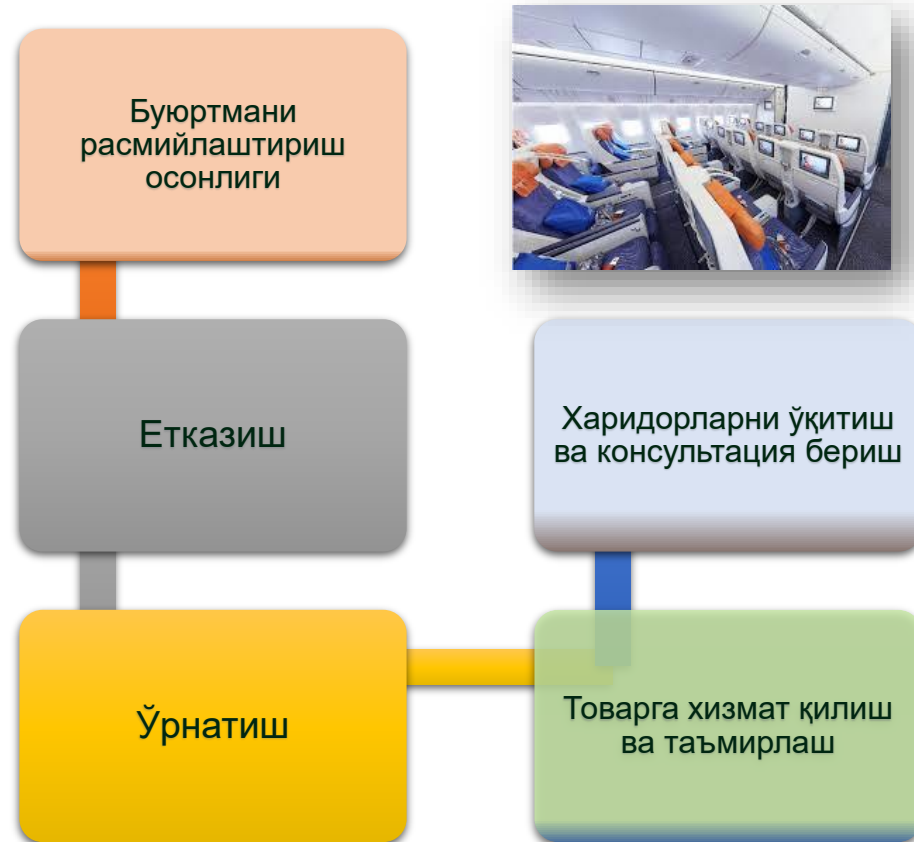 Буюртмани
расмийлаштириш
осонлиги
Етказиш
Ўрнатиш
Товарга хизмат қилиш
ва таъмирлаш
Харидорларни ўқитиш
ва консультация бериш